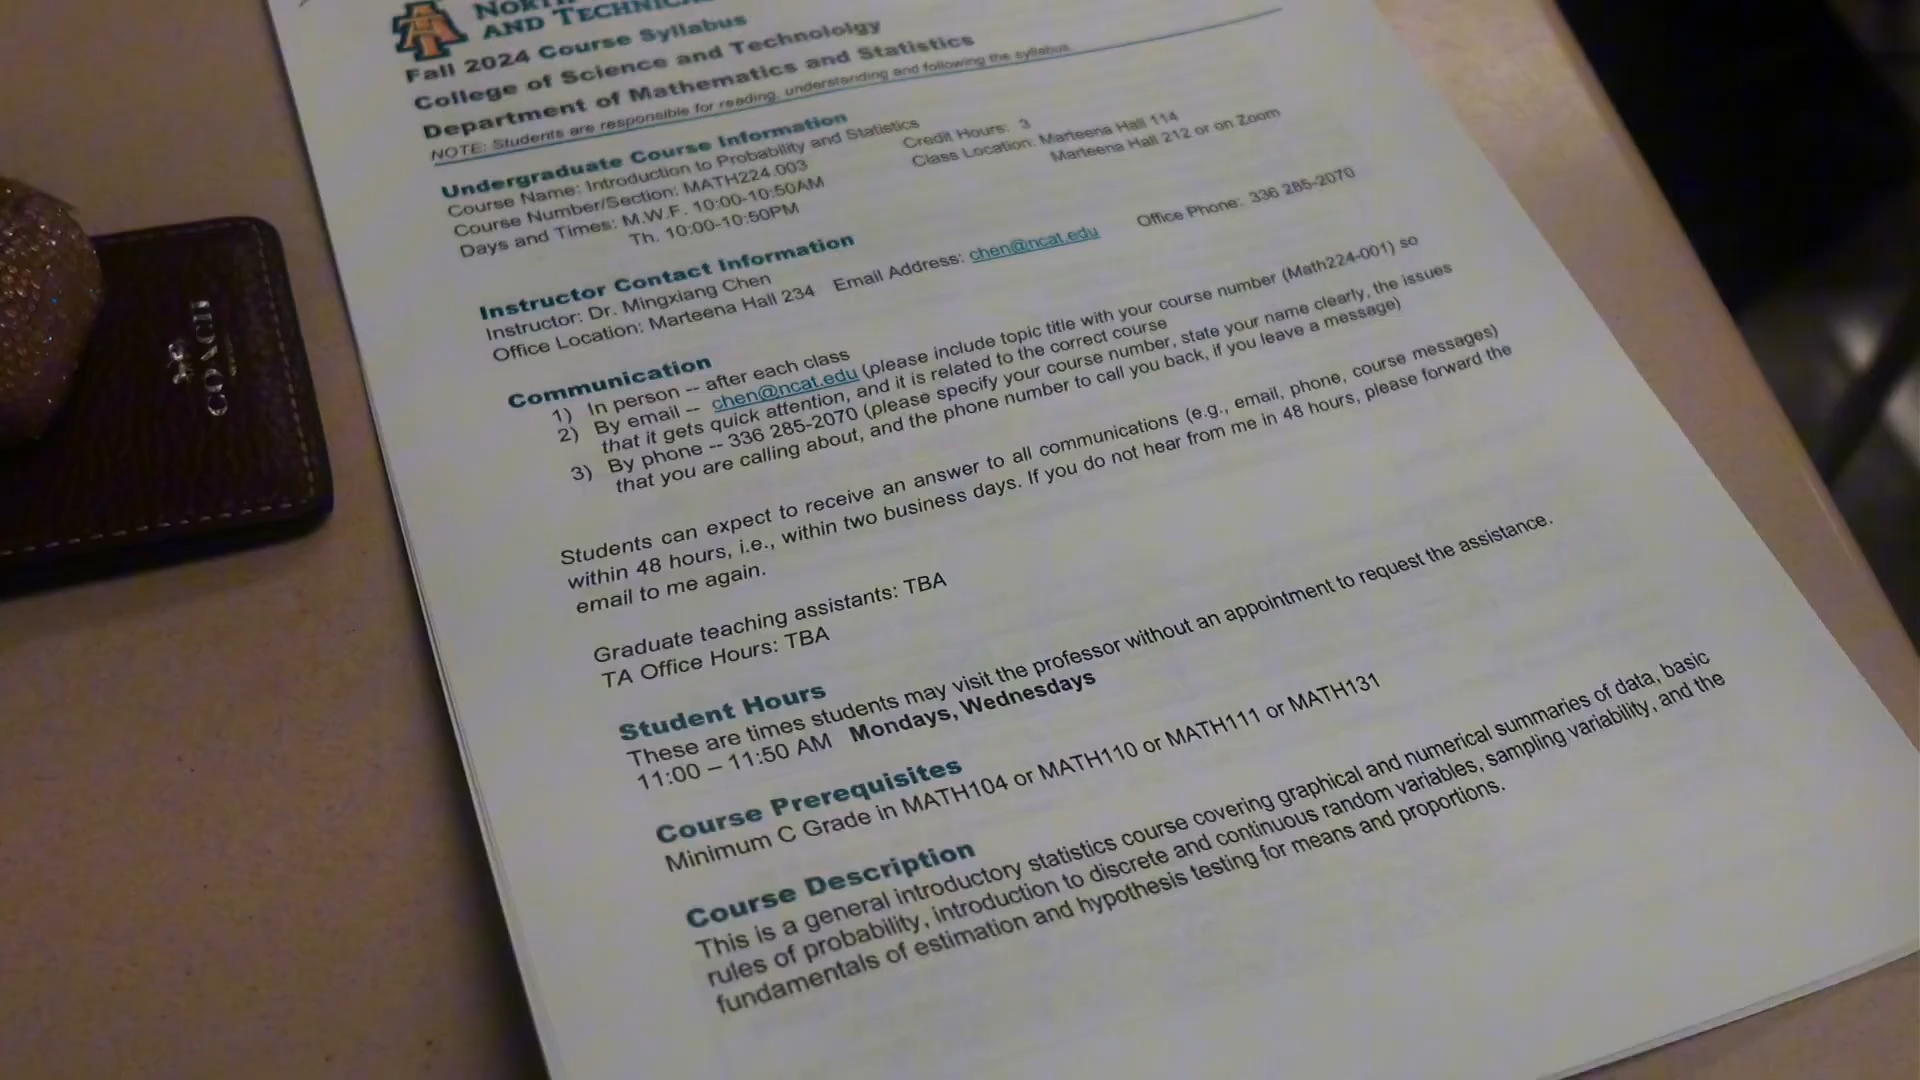 AND TECHNICA
Fall 2024 Course Syllabus
College of Science and Technololgy
Department of Mathematics and Statistics
NOTE: Students are responsible for reading, understanding and following the syllabus.
Undergraduate Course Information
Course Name: Introduction to Probability and Statistics Credit Hours: 3
Course Number/Section: MATH224.003 Class Location: Marteena Hall 114
Days and Times: M.W.F. 10:00-10:50AM Marteena Hall 212 or on Zoom
Th. 10:00-10:50PM
Instructor Contact Information
Instructor: Dr. Mingxiang Chen
Office Location: Marteena Hall 234 Email Address: chen@ncat.edu Office Phone: 336 285-2070
Communication
1) In person -- after each class
2) By email -- chen@ncat.edu (please include topic title with your course number (Math224-001) so
that it gets quick attention, and it is related to the correct course
3) By phone -- 336 285-2070 (please specify your course number, state your name clearly, the issues
that you are calling about, and the phone number to call you back, if you leave a message)
Students can expect to receive an answer to all communications (e.g., email, phone, course messages)
within 48 hours, i.e., within two business days. If you do not hear from me in 48 hours, please forward the
email to me again.
Graduate teaching assistants: TBA
TA Office Hours: TBA
Student Hours
These are times students may visit the professor without an appointment to request the assistance.
11:00 – 11:50 AM Mondays, Wednesdays
Course Prerequisites
Minimum C Grade in MATH104 or MATH110 or MATH111 or MATH131
Course Description
This is a general introductory statistics course covering graphical and numerical summaries of data, basic
rules of probability, introduction to discrete and continuous random variables, sampling variability, and the
fundamentals of estimation and hypothesis testing for means and proportions.
COACH